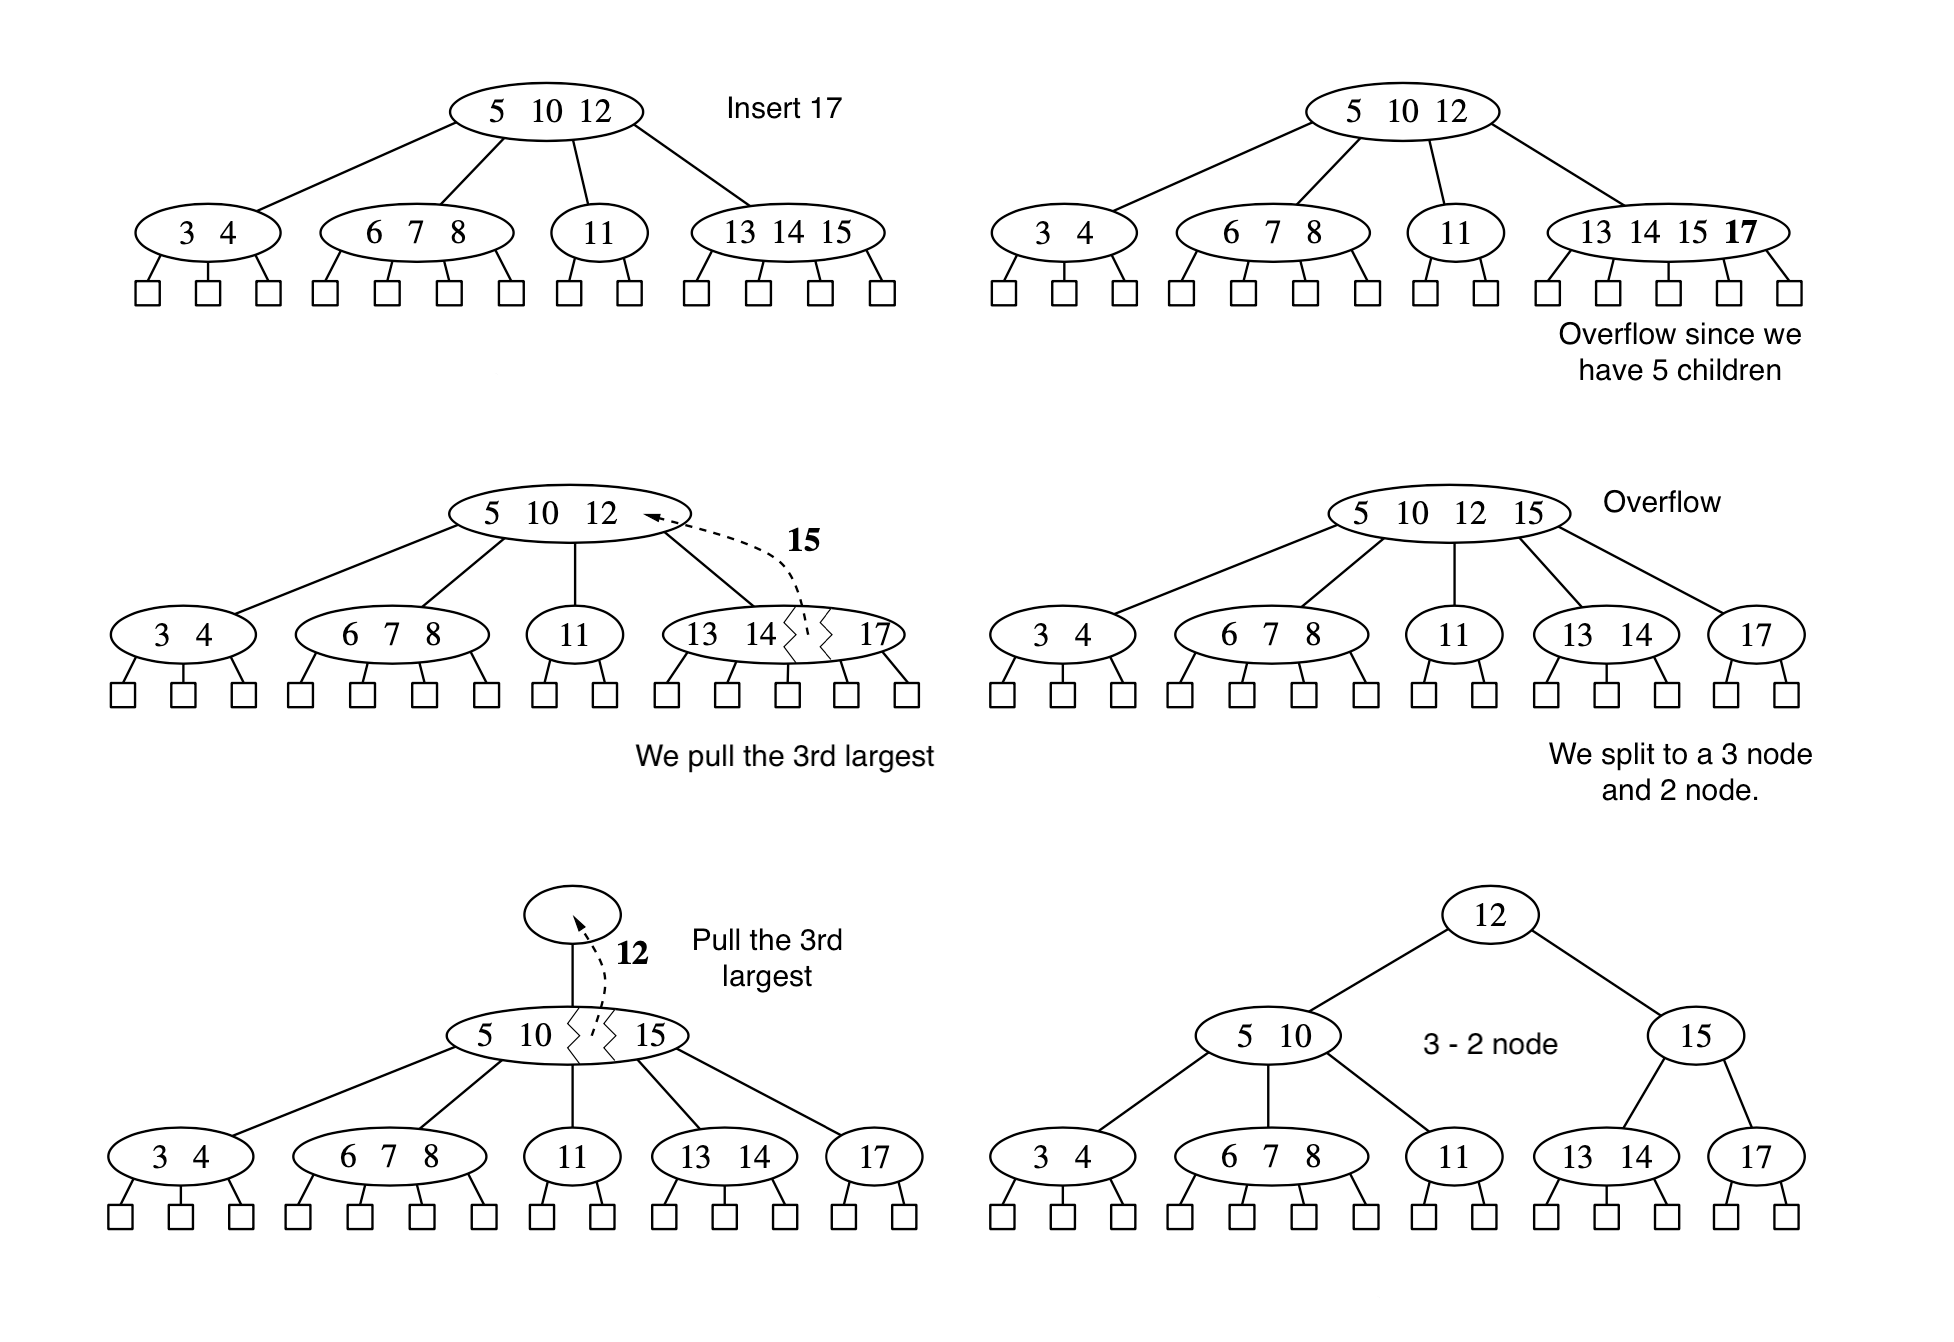 5 10 12
Insert 17
3 4
6 7 8
11
13 14 15
5 10 12
3 4
6 7 8
11
13 14 15 17
Overflow since we
have 5 children
5 10 12
15
3 4
6 7 8
11
13 14 17
We pull the 3rd largest
5 10 12 15
Overflow
3 4
6 7 8
11
13 14
17
We split to a 3 node
and 2 node.
12
Pull the 3rd
largest
5 10 15
3 4
6 7 8
11
13 14
17
12
5 10
3 - 2 node
15
3 4
6 7 8
11
13 14
17